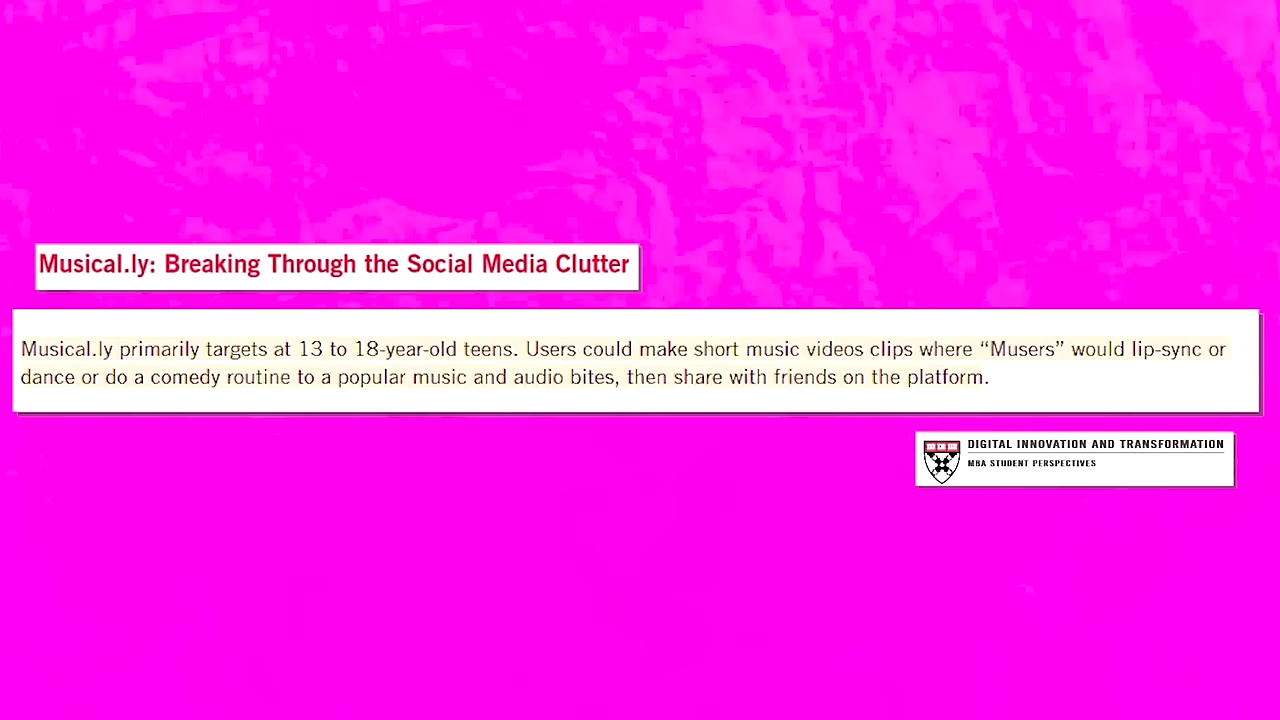 Musical.ly: Breaking Through the Social Media Clutter
Musical.ly primarily targets at 13 to 18-year-old teens. Users could make short music videos clips where “Musers” would lip-sync or
dance or do a comedy routine to a popular music and audio bites, then share with friends on the platform.
DIGITAL INNOVATION AND TRANSFORMATION
MBA STUDENT PERSPECTIVES